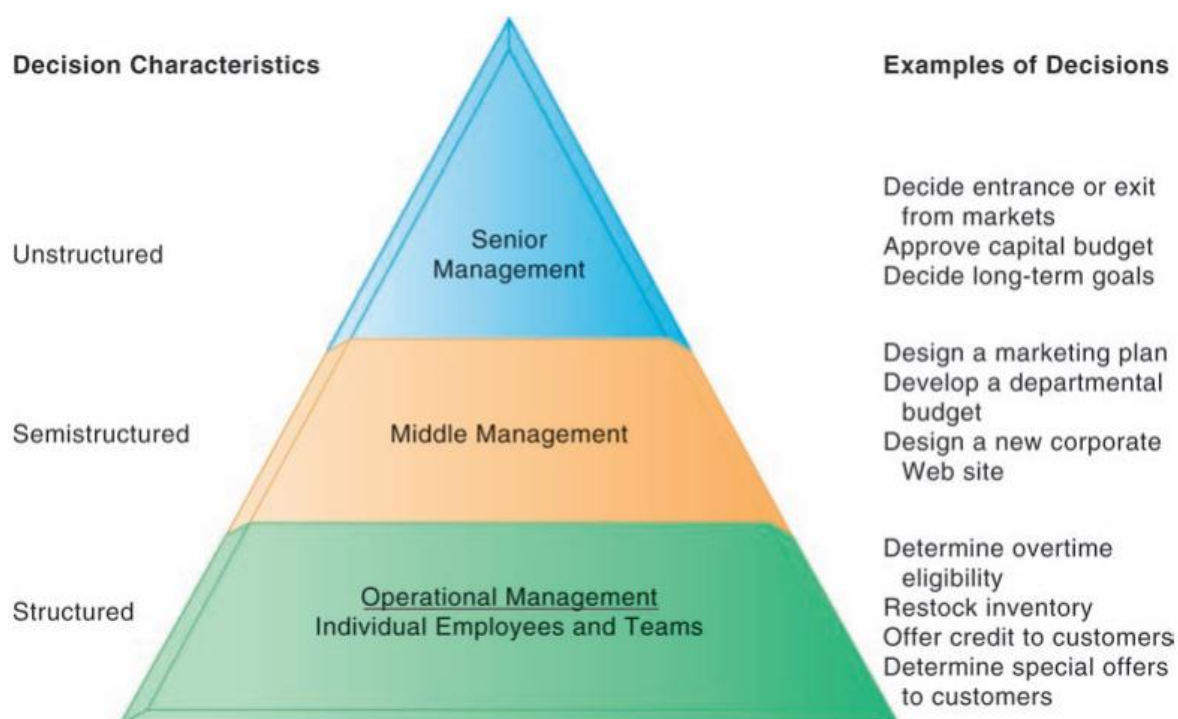 Decision Characteristics
Examples of Decisions
Unstructured
Senior
Management
Decide entrance or exit
from markets
Approve capital budget
Decide long-term goals
Semistructured
Middle Management
Design a marketing plan
Develop a departmental
budget
Design a new corporate
Web site
Structured
Operational Management
Individual Employees and Teams
Determine overtime
eligibility
Restock inventory
Offer credit to customers
Determine special offers
to customers